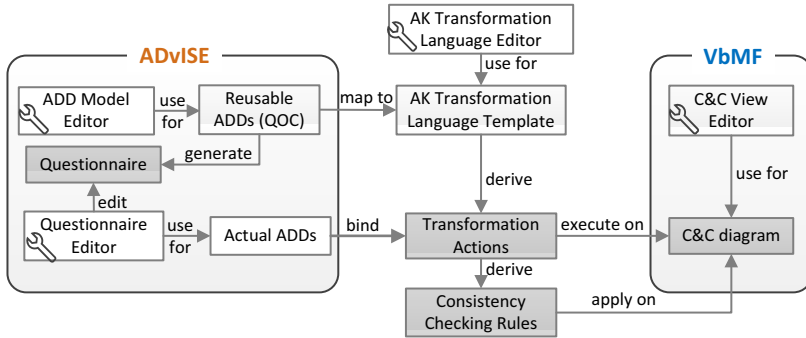 AK Transformation
Language Editor
ADvISE
VbMF
use for
ADD Model
Editor
use
for
Reusable
ADDs (QOC)
map to
AK Transformation
Language Template
C&C View
Editor
generate
Questionnaire
derive
use for
edit
Questionnaire
Editor
use
for
Actual ADDs
bind
Transformation
Actions
execute on
C&C diagram
derive
Consistency
Checking Rules
apply on